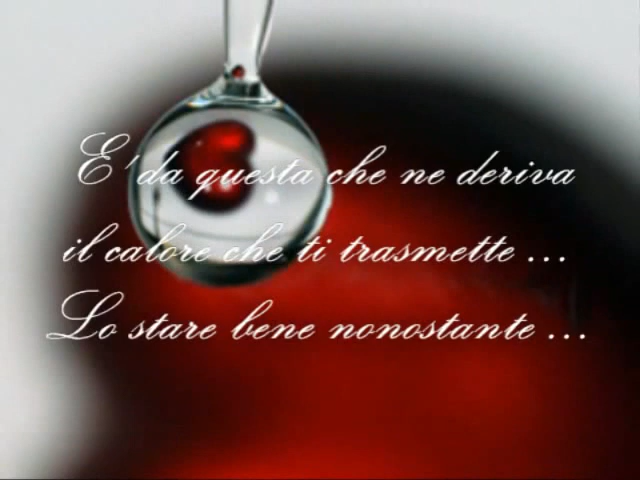 E'da questa che ne deriva
il calore che ti trasmette ...
Lo stare bene nonostante ...